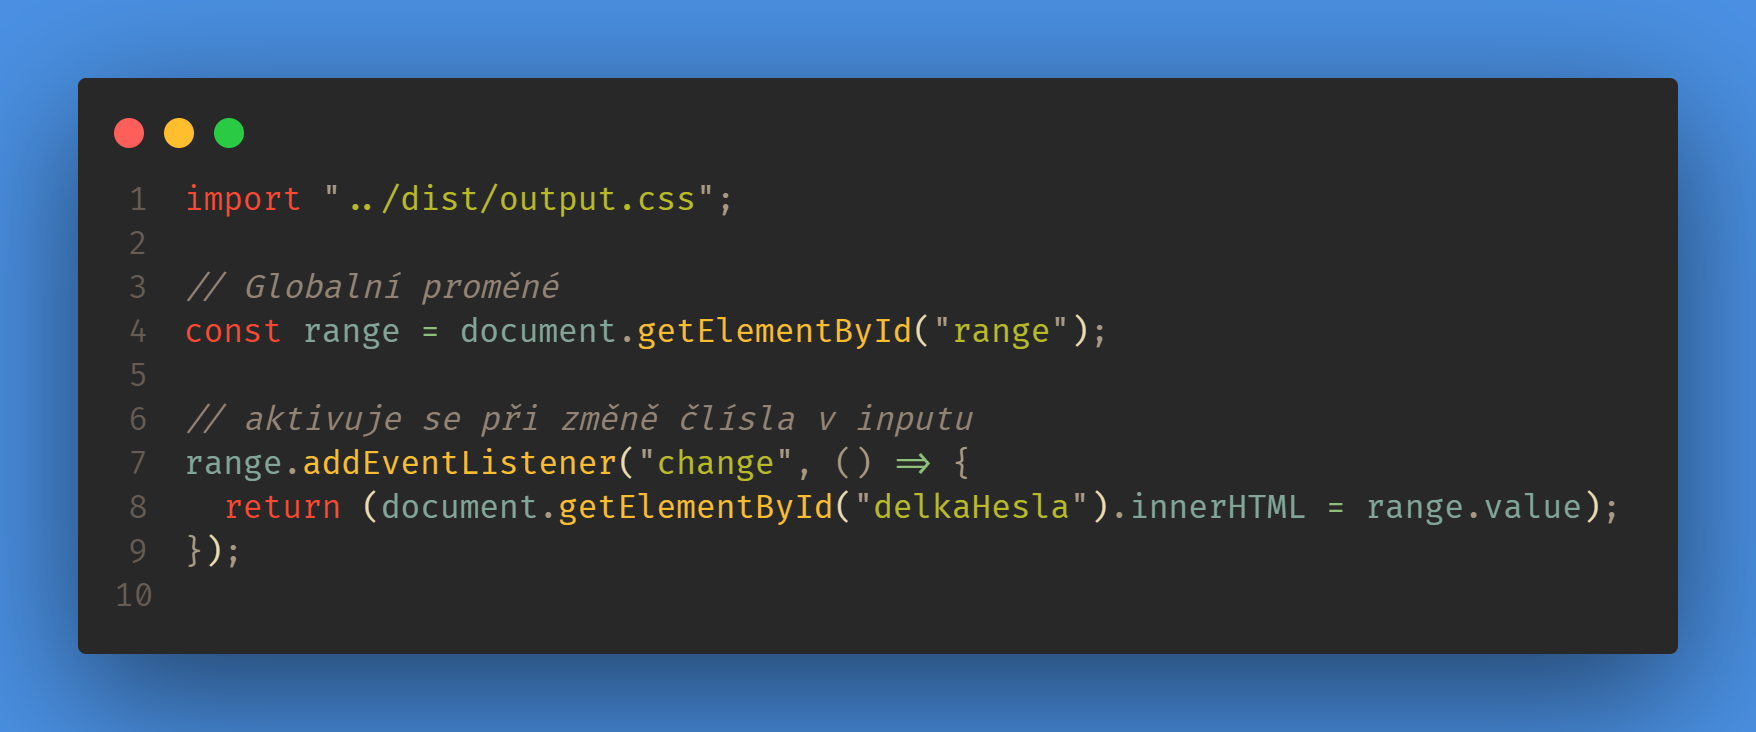 1 import "../dist/output.css";
2
3 // Globalní proměné
4 const range = document.getElementById("range");
5
6 // aktivuje se při změně člísla v inputu
7 range.addEventListener("change", () => {
8   return (document.getElementById("delkaHesla").innerHTML = range.value);
9 });
10